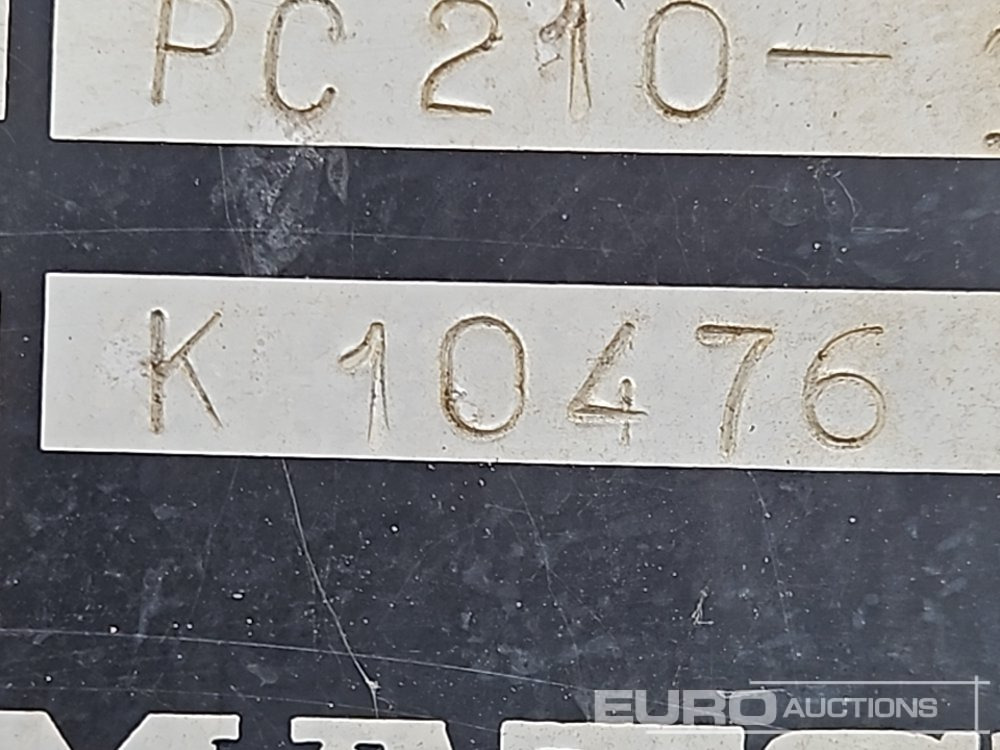 PC210-
K 10476
EURO AUCTIONS